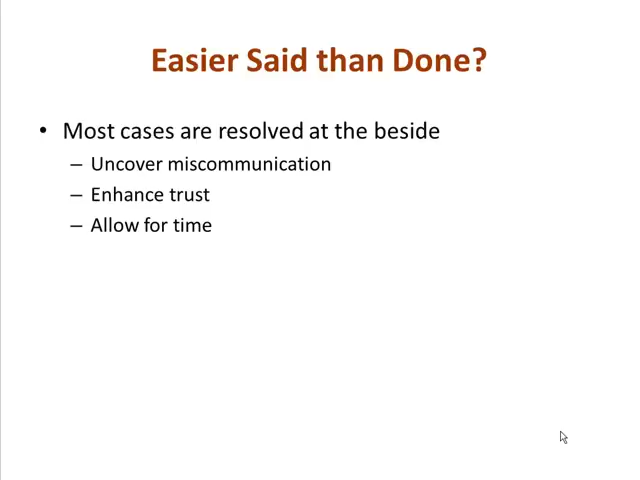 Easier Said than Done?
• Most cases are resolved at the beside
– Uncover miscommunication
– Enhance trust
– Allow for time